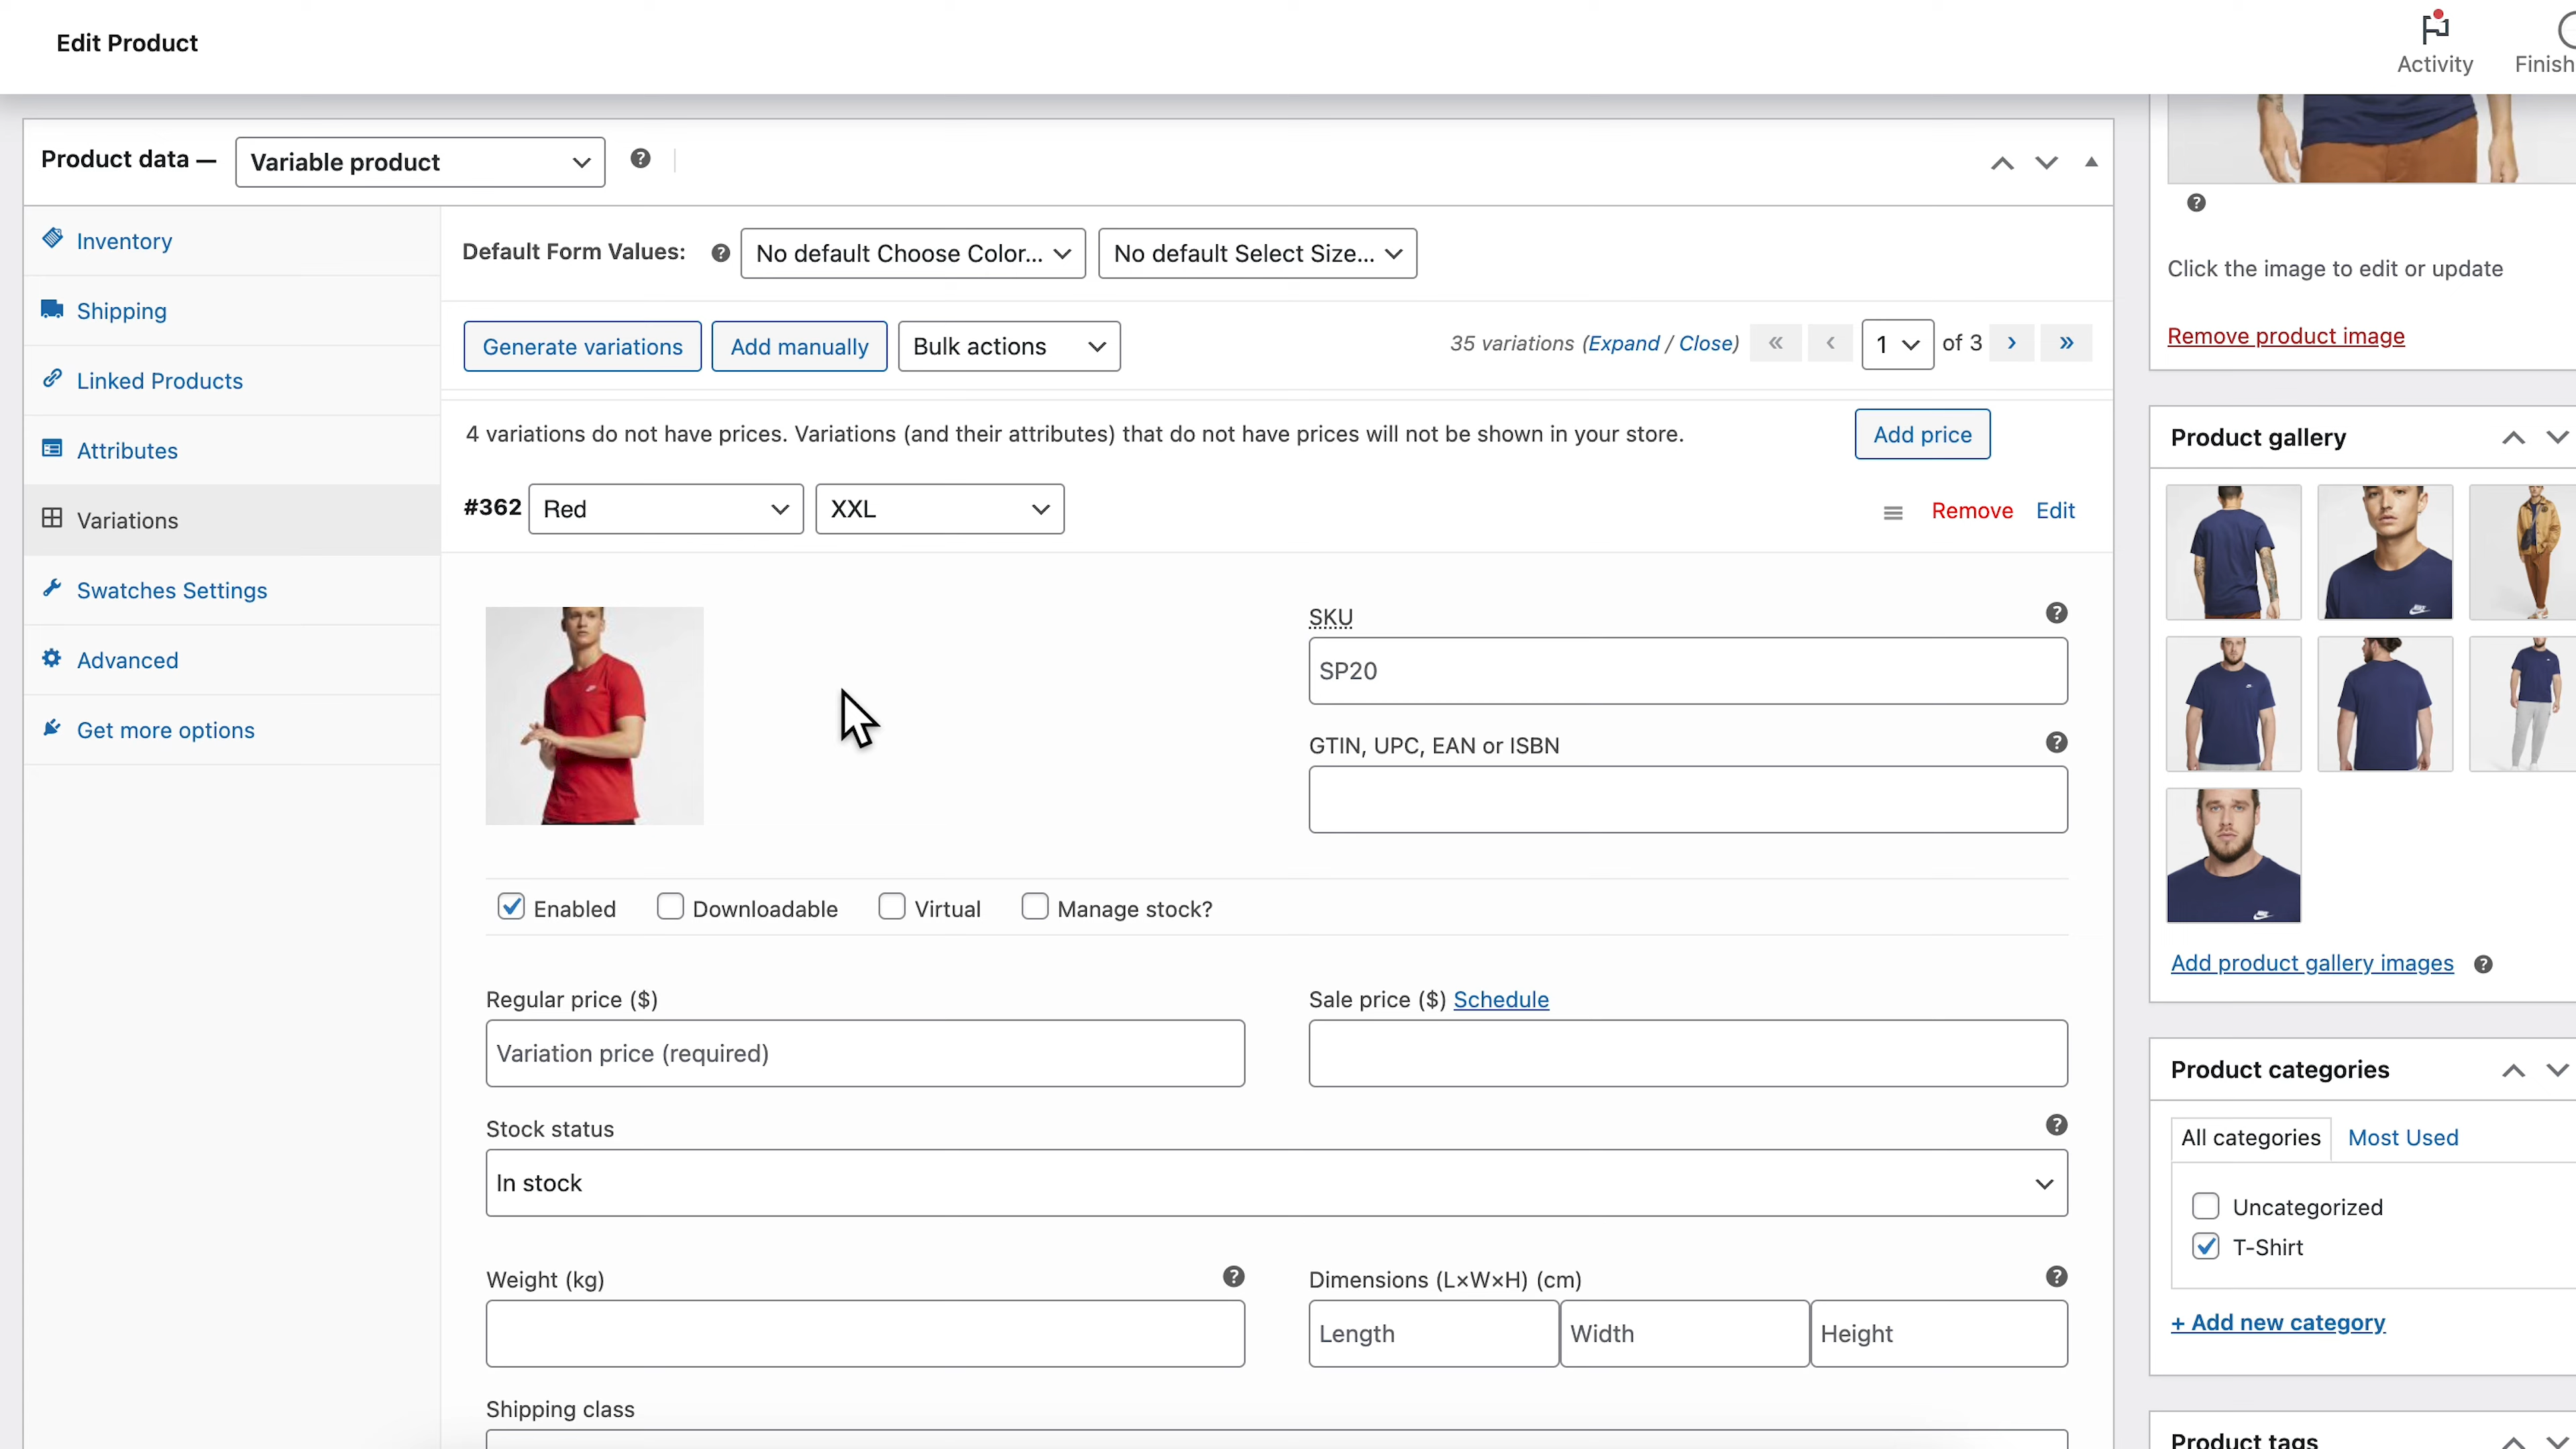 Edit Product
Activity
Finish
Product data —
Variable product
Inventory
Shipping
Linked Products
Attributes
Variations
Swatches Settings
Advanced
Get more options
Default Form Values:
No default Choose Color...
No default Select Size...
Generate variations
Add manually
Bulk actions
35 variations (Expand / Close)
«
‹
1
of 3
›
»
4 variations do not have prices. Variations (and their attributes) that do not have prices will not be shown in your store.
Add price
#362
Red
XXL
Remove
Edit
SKU
SP20
GTIN, UPC, EAN or ISBN
Enabled
Downloadable
Virtual
Manage stock?
Regular price ($)
Variation price (required)
Sale price ($) Schedule
Stock status
In stock
Weight (kg)
Dimensions (L×W×H) (cm)
Length
Width
Height
Shipping class
Click the image to edit or update
Remove product image
Product gallery
Add product gallery images
Product categories
All categories
Most Used
Uncategorized
T-Shirt
+ Add new category
Product tags